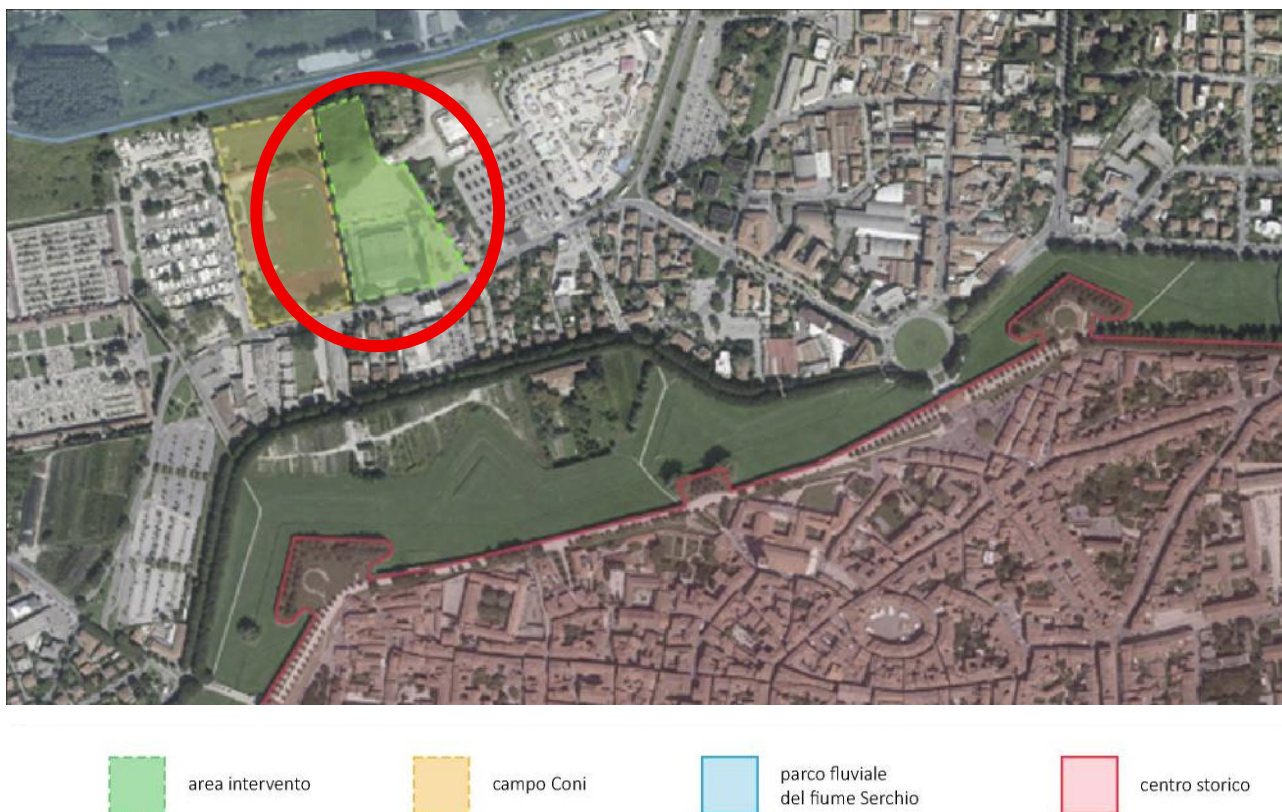 area intervento
campo Coni
parco fluviale
del fiume Serchio
centro storico